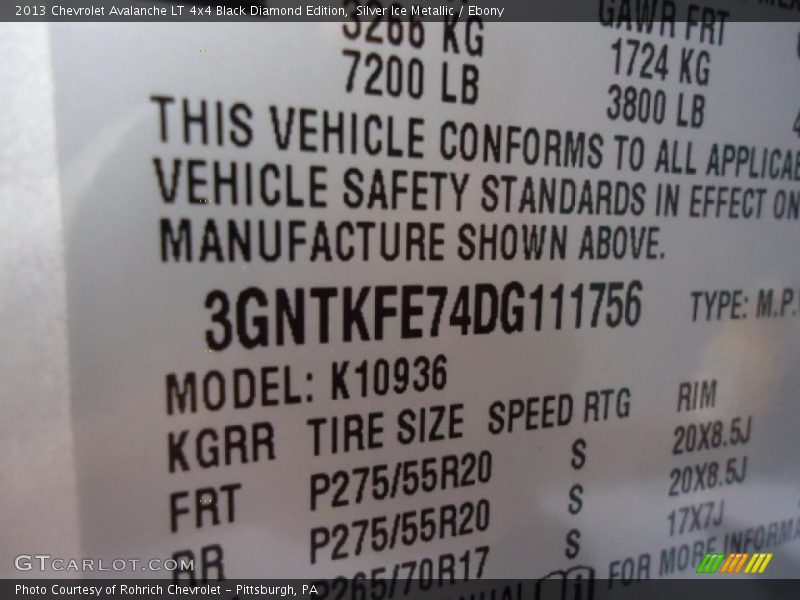 2013 Chevrolet Avalanche LT 4x4 Black Diamond Edition, Silver Ice Metallic / Ebony
3266 KG GAWR FRT
7200 LB 1724 KG
3800 LB
THIS VEHICLE CONFORMS TO ALL APPLICAB
VEHICLE SAFETY STANDARDS IN EFFECT ON
MANUFACTURE SHOWN ABOVE.
3GNTKFE74DG111756 TYPE: M.P.
MODEL: K10936
KGRR TIRE SIZE SPEED RTG RIM
FRT P275/55R20 S 20X8.5J
RR P275/55R20 S 20X8.5J
P265/70R17 S 17X7J
FOR MORE INFORMA
GTCARLOT.COM
Photo Courtesy of Rohrich Chevrolet - Pittsburgh, PA